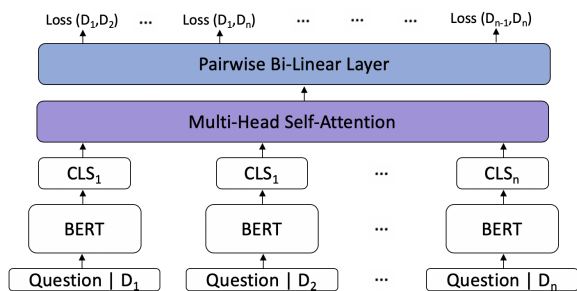 Loss (D1,D2) ... Loss (D1,Dn) ... ... ... Loss (Dn-1,Dn)
Pairwise Bi-Linear Layer
Multi-Head Self-Attention
CLS1 CLS1 ... CLSn
BERT BERT ... BERT
Question | D1 Question | D2 ... Question | Dn